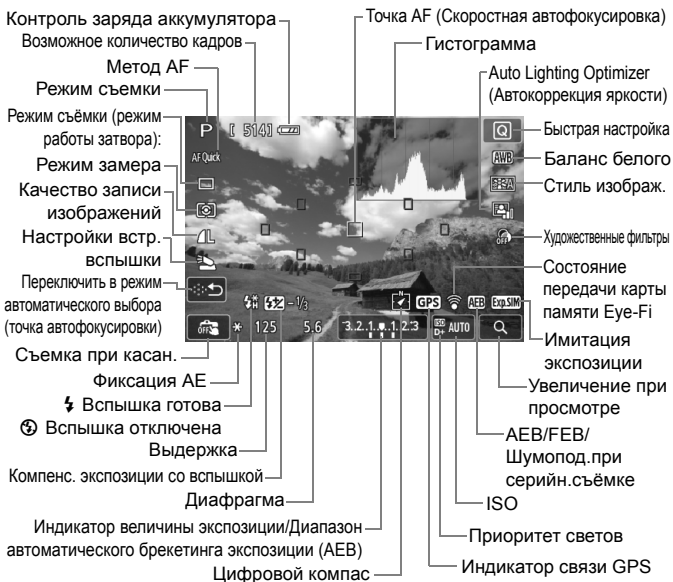 Контроль заряда аккумулятора
Возможное количество кадров
Метод AF
Режим съемки
Режим съёмки (режим
работы затвора):
Режим замера
Качество записи
изображений
Настройки встр.
вспышки
Переключить в режим
автоматического выбора
(точка автофокусировки)
Съемка при касан.
Фиксация AE
Вспышка готова
Вспышка отключена
Выдержка
Компенс. экспозиции со вспышкой
Диафрагма
Индикатор величины экспозиции/Диапазон
автоматического брекетинга экспозиции (AEB)
Цифровой компас
Точка AF (Скоростная автофокусировка)
Гистограмма
Auto Lighting Optimizer
(Автокоррекция яркости)
Быстрая настройка
Баланс белого
Стиль изображ.
Художественные фильтры
Состояние
передачи карты
памяти Eye-Fi
Имитация
экспозиции
Увеличение при
просмотре
AEB/FEB/
Шумопод.при
серийн.съёмке
ISO
Приоритет светов
Индикатор связи GPS
P [ 514] Q
AF Quick AWB
A
L OFF
H -1/3 N GPS AEB Exp.SIM
OFF * 125 5.6 3..2..1..1..2.:3 ISO D+ AUTO